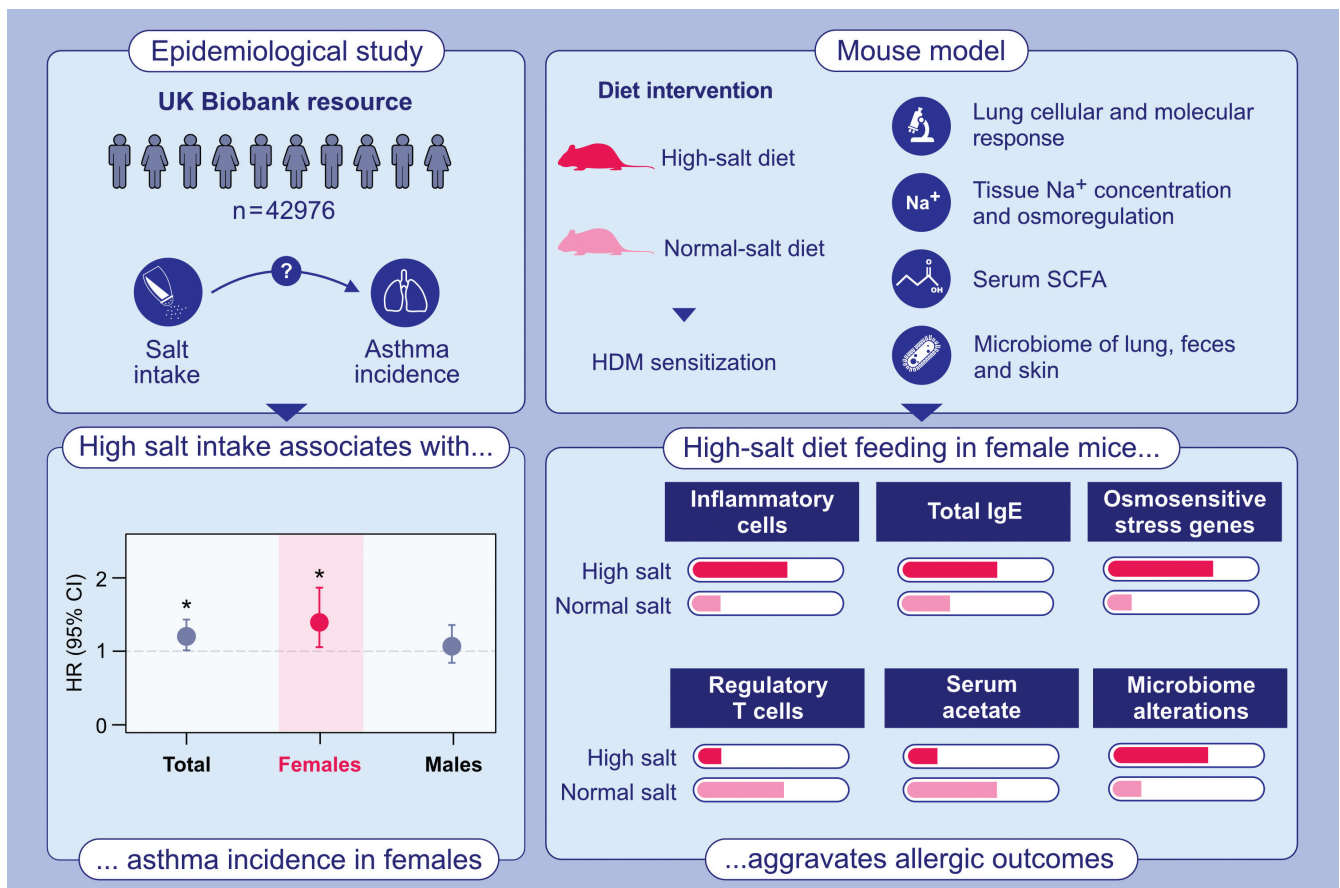 Epidemiological study
UK Biobank resource
n=42976
?
Salt
intake
Asthma
incidence
Mouse model
Diet intervention
High-salt diet
Normal-salt diet
HDM sensitization
Lung cellular and molecular
response
Na⁺
Tissue Na⁺ concentration
and osmoregulation
O
OH
Serum SCFA
Microbiome of lung, feces
and skin
High salt intake associates with...
HR (95% CI)
2
1
0
*
*
Total
Females
Males
... asthma incidence in females
High-salt diet feeding in female mice...
Inflammatory
cells
Total IgE
Osmosensitive
stress genes
High salt
Normal salt
Regulatory
T cells
Serum
acetate
Microbiome
alterations
High salt
Normal salt
...aggravates allergic outcomes